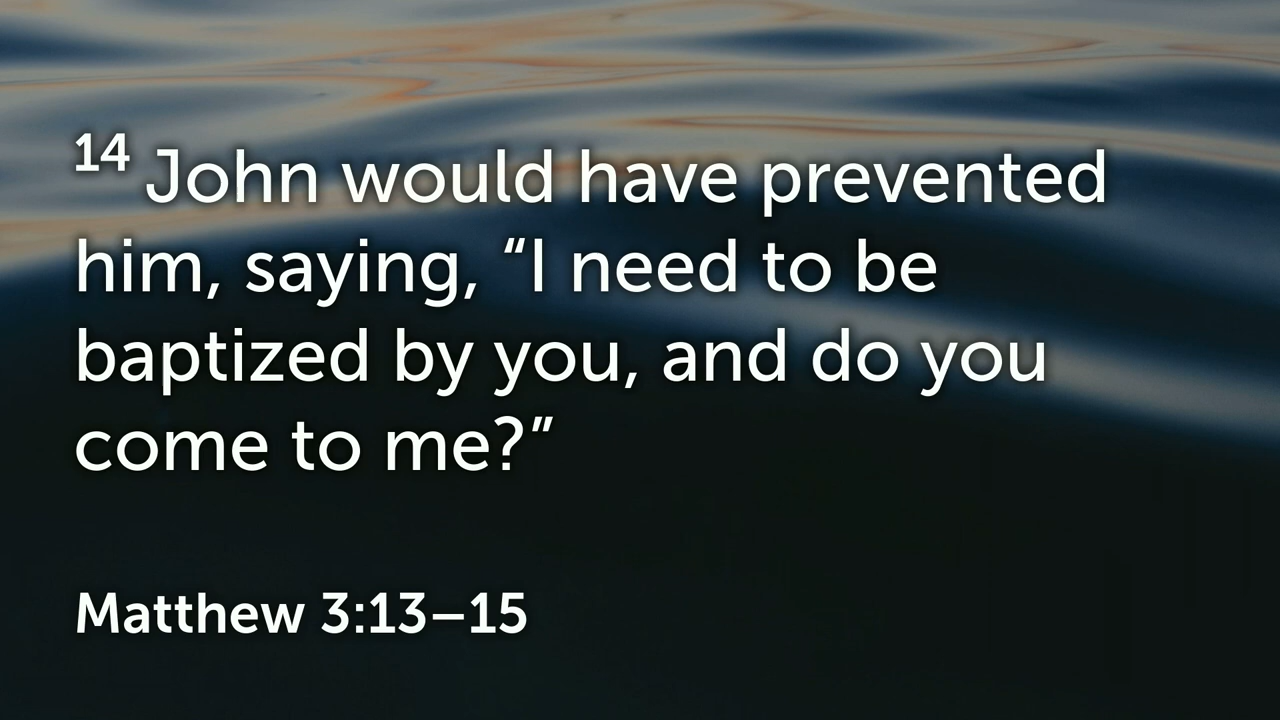 14 John would have prevented
him, saying, “I need to be
baptized by you, and do you
come to me?”
Matthew 3:13–15